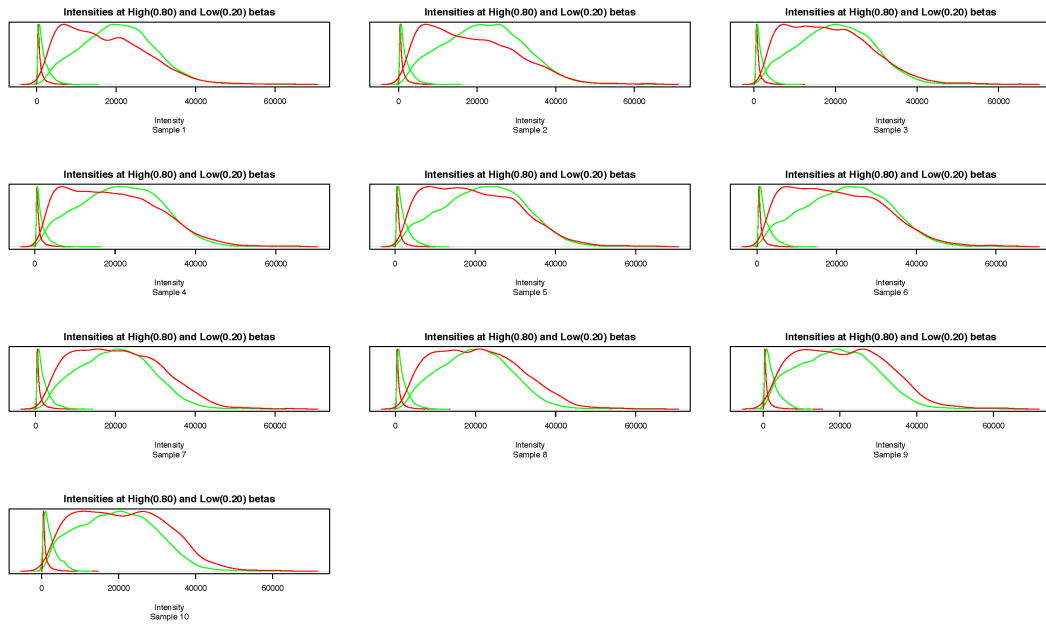 Intensities at High(0.80) and Low(0.20) betas
0 20000 40000 60000
Intensity
Sample 1
Intensities at High(0.80) and Low(0.20) betas
0 20000 40000 60000
Intensity
Sample 2
Intensities at High(0.80) and Low(0.20) betas
0 20000 40000 60000
Intensity
Sample 3
Intensities at High(0.80) and Low(0.20) betas
0 20000 40000 60000
Intensity
Sample 4
Intensities at High(0.80) and Low(0.20) betas
0 20000 40000 60000
Intensity
Sample 5
Intensities at High(0.80) and Low(0.20) betas
0 20000 40000 60000
Intensity
Sample 6
Intensities at High(0.80) and Low(0.20) betas
0 20000 40000 60000
Intensity
Sample 7
Intensities at High(0.80) and Low(0.20) betas
0 20000 40000 60000
Intensity
Sample 8
Intensities at High(0.80) and Low(0.20) betas
0 20000 40000 60000
Intensity
Sample 9
Intensities at High(0.80) and Low(0.20) betas
0 20000 40000 60000
Intensity
Sample 10